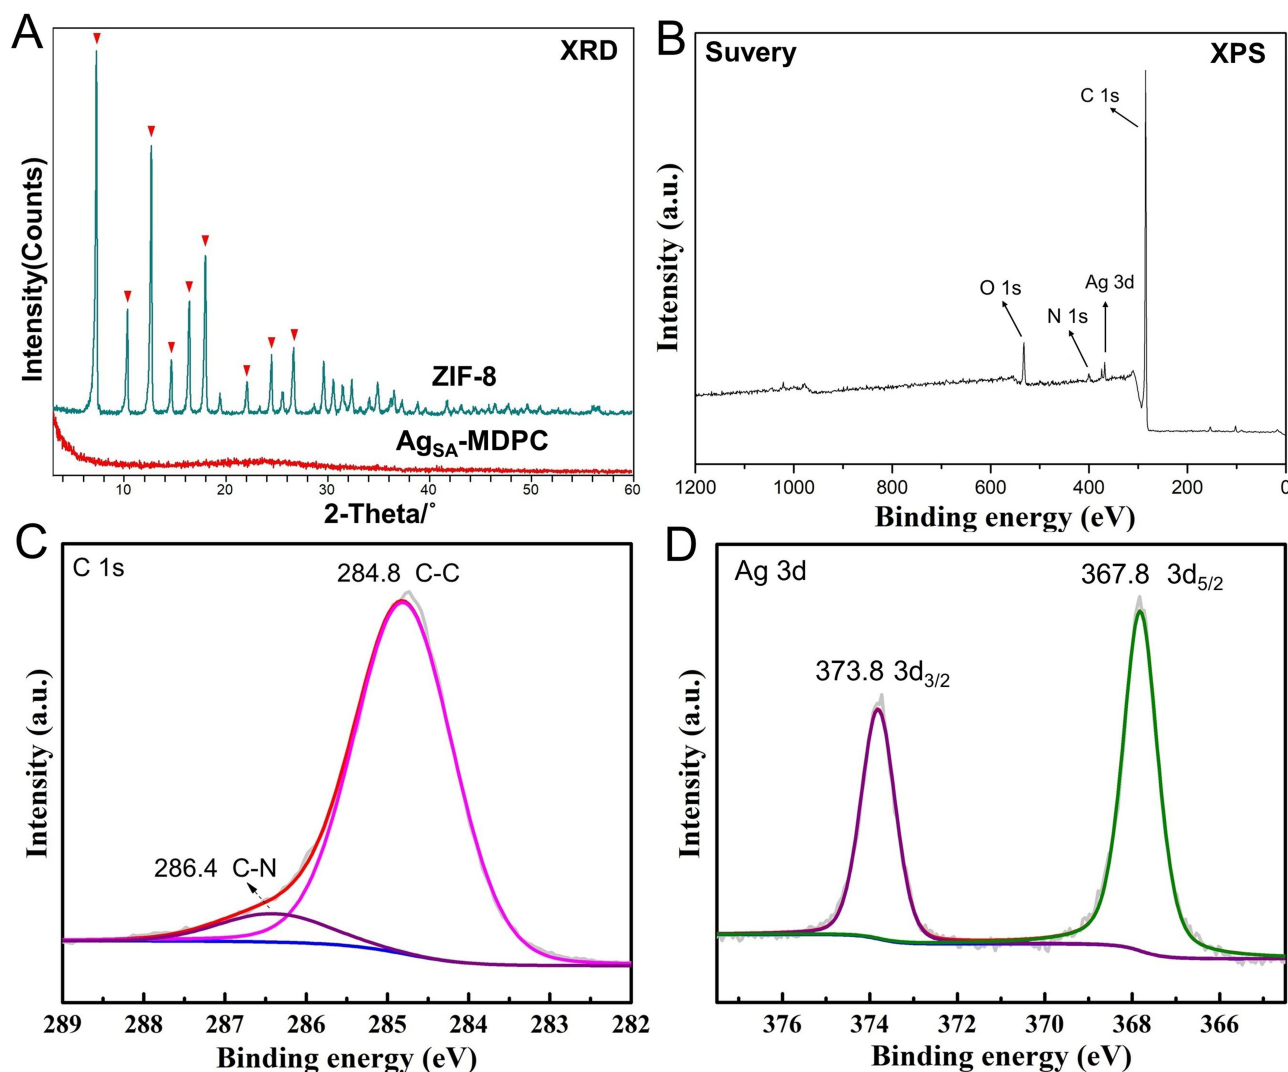 A
XRD
Intensity(Counts)
ZIF-8
Ag_SA-MDPC
10 20 30 40 50 60
2-Theta/°
B
Suvery
XPS
C 1s
O 1s
N 1s
Ag 3d
Intensity (a.u.)
1200 1000 800 600 400 200 0
Binding energy (eV)
C
C 1s
284.8 C-C
286.4 C-N
Intensity (a.u.)
289 288 287 286 285 284 283 282
Binding energy (eV)
D
Ag 3d
367.8 3d5/2
373.8 3d3/2
Intensity (a.u.)
376 374 372 370 368 366
Binding energy (eV)